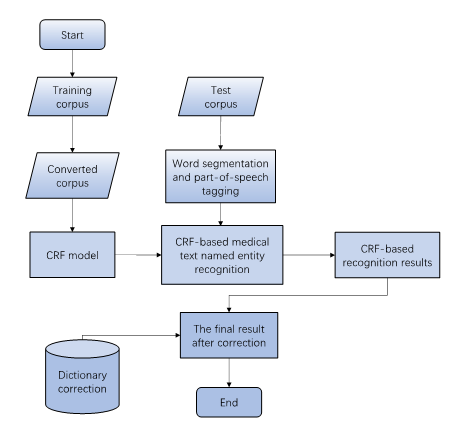 Start
Training
corpus
Test
corpus
Converted
corpus
Word segmentation
and part-of-speech
tagging
CRF model
CRF-based medical
text named entity
recognition
CRF-based
recognition results
The final result
after correction
Dictionary
correction
End